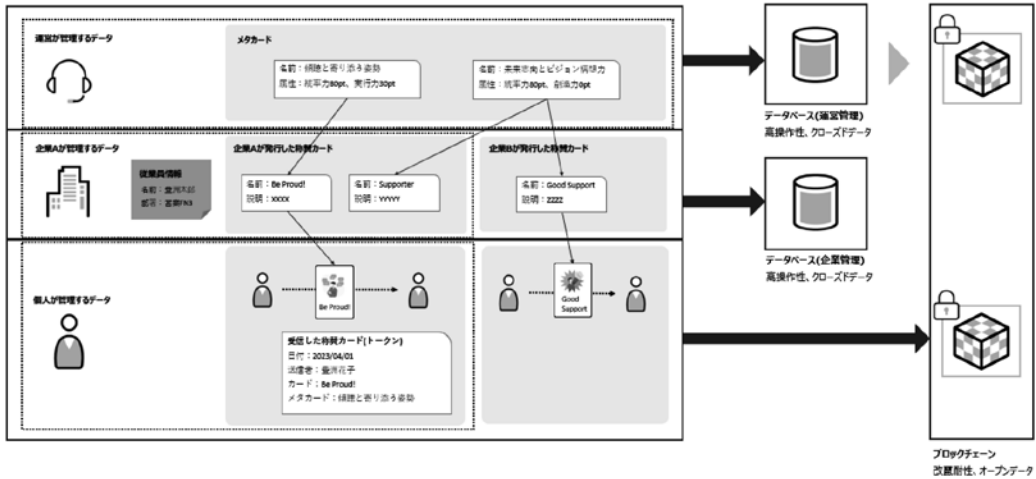 運営が管理するデータ
メタカード
名前：傾聴と寄り添う姿勢
属性：統率力80pt、実行力30pt
名前：未来志向とビジョン構想力
属性：統率力80pt、創造力0pt
データベース(運営管理)
高操作性、クローズドデータ
企業Aが管理するデータ
従業員情報
名前：豊洲太郎
部署：営業
企業Aが発行した称賛カード
名前：Be Proud!
説明：XXXX
名前：Supporter
説明：YYYYY
企業Bが発行した称賛カード
名前：Good Support
説明：ZZZZ
データベース(企業管理)
高操作性、クローズドデータ
個人が管理するデータ
Be Proud!
Good
Support
受信した称賛カード(トークン)
日付：2023/04/01
送信者：豊洲花子
カード：Be Proud!
メタカード：傾聴と寄り添う姿勢
ブロックチェーン
改竄耐性、オープンデータ